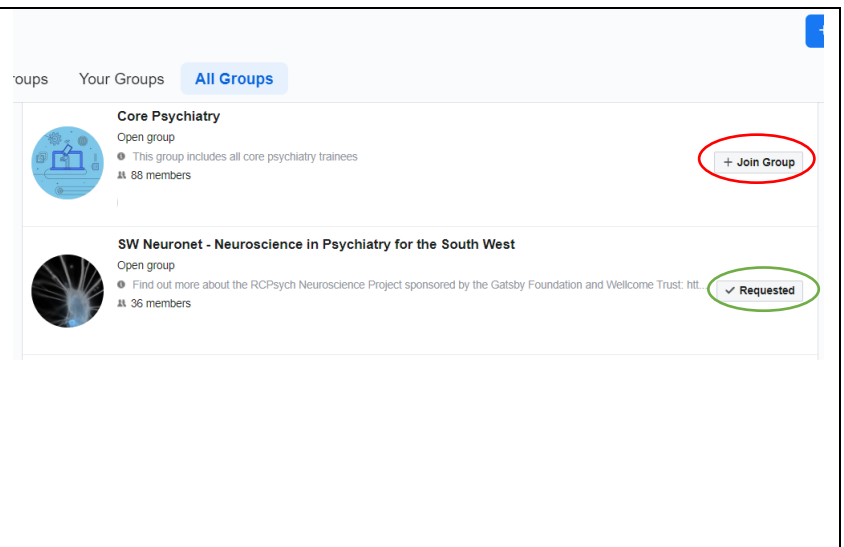 +
roups Your Groups All Groups
Core Psychiatry
Open group
This group includes all core psychiatry trainees
88 members
+ Join Group
SW Neuronet - Neuroscience in Psychiatry for the South West
Open group
Find out more about the RCPsych Neuroscience Project sponsored by the Gatsby Foundation and Wellcome Trust: htt...
36 members
✓ Requested